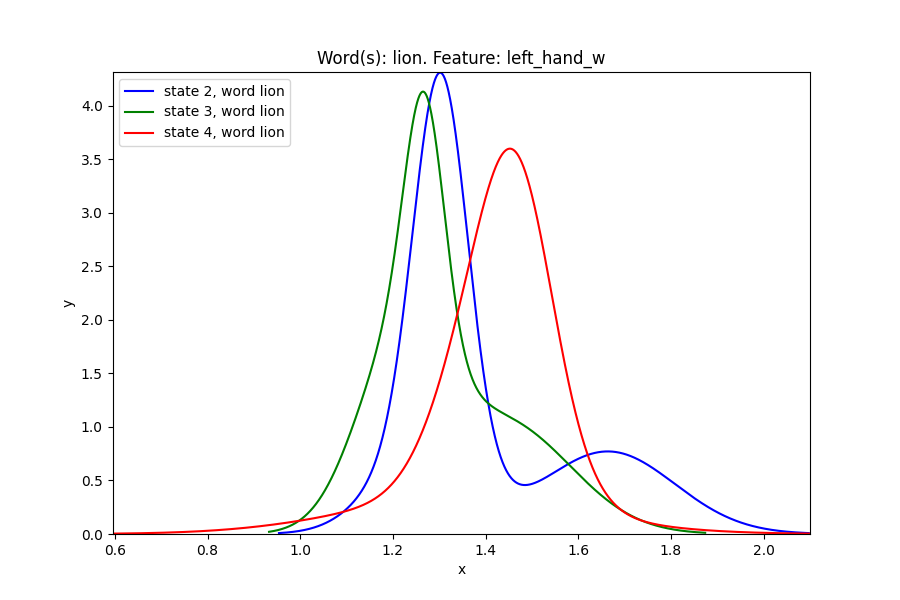 Word(s): lion. Feature: left_hand_w
state 2, word lion
state 3, word lion
state 4, word lion
y
4.0
3.5
3.0
2.5
2.0
1.5
1.0
0.5
0.0
0.6 0.8 1.0 1.2 1.4 1.6 1.8 2.0
x